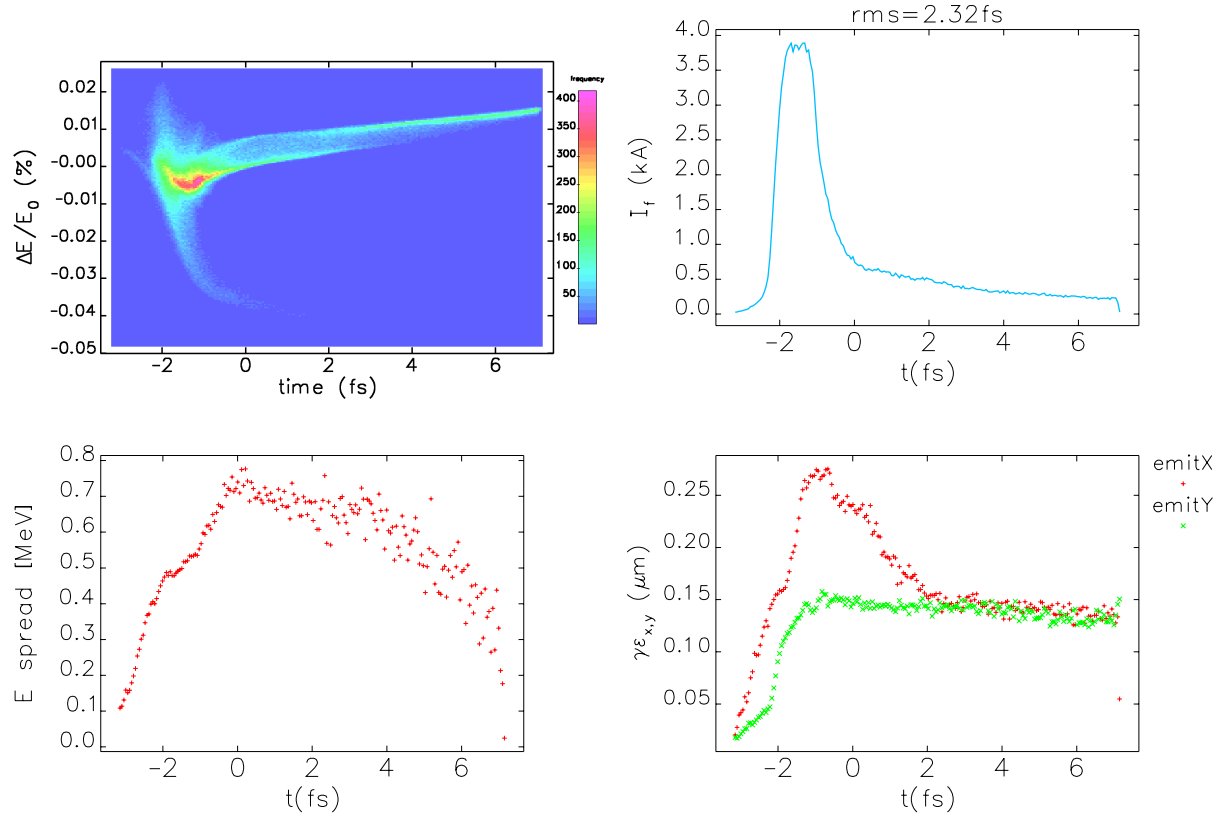 frequency
0.02
0.01
-0.00
-0.01
-0.02
-0.03
-0.04
-0.05
ΔE/E₀ (%)
400
350
300
250
200
150
100
50
-2 0 2 4 6
time (fs)
rms=2.32fs
4.0
3.5
3.0
2.5
2.0
1.5
1.0
0.5
0.0
I_f (kA)
-2 0 2 4 6
t(fs)
0.8
0.7
0.6
0.5
0.4
0.3
0.2
0.1
0.0
E spread [MeV]
-2 0 2 4 6
t(fs)
0.25
0.20
0.15
0.10
0.05
γε_x,y (μm)
-2 0 2 4 6
t(fs)
emitX
emitY